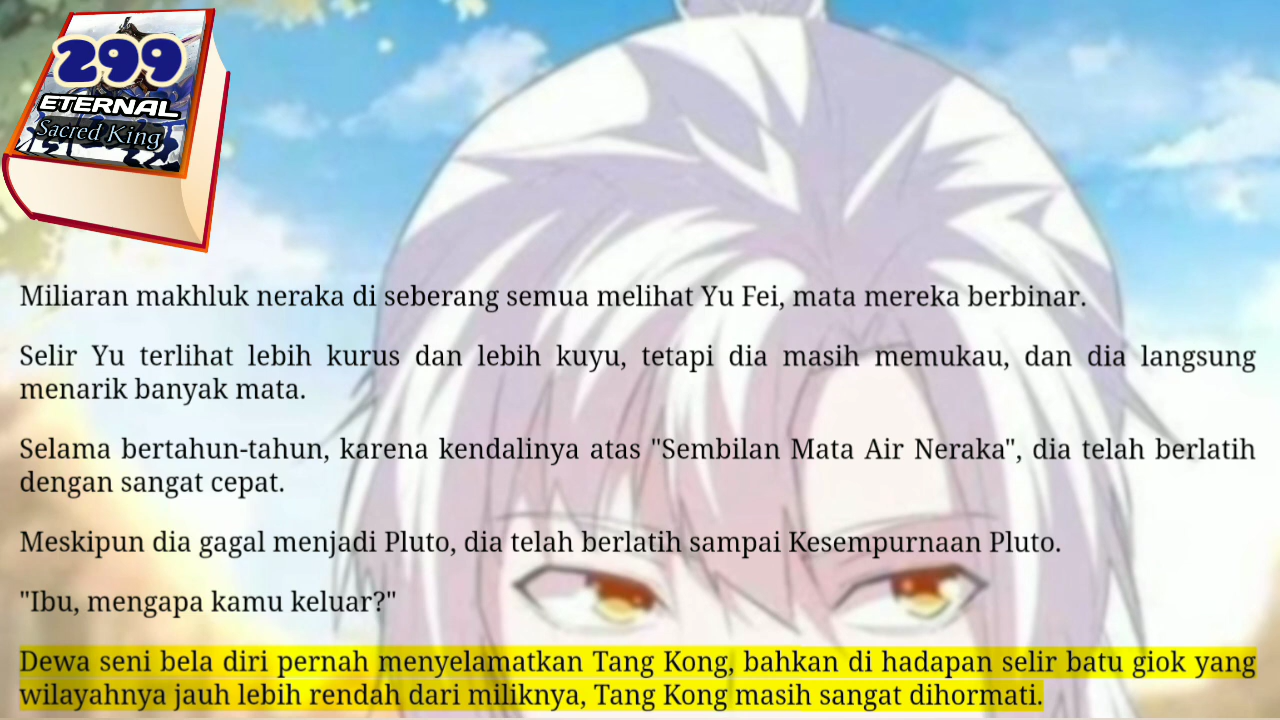 299
ETERNAL
Sacred King
Miliaran makhluk neraka di seberang semua melihat Yu Fei, mata mereka berbinar.
Selir Yu terlihat lebih kurus dan lebih kuyu, tetapi dia masih memukau, dan dia langsung
menarik banyak mata.
Selama bertahun-tahun, karena kendalinya atas "Sembilan Mata Air Neraka", dia telah berlatih
dengan sangat cepat.
Meskipun dia gagal menjadi Pluto, dia telah berlatih sampai Kesempurnaan Pluto.
"Ibu, mengapa kamu keluar?"
Dewa seni bela diri pernah menyelamatkan Tang Kong, bahkan di hadapan selir batu giok yang
wilayahnya jauh lebih rendah dari miliknya, Tang Kong masih sangat dihormati.